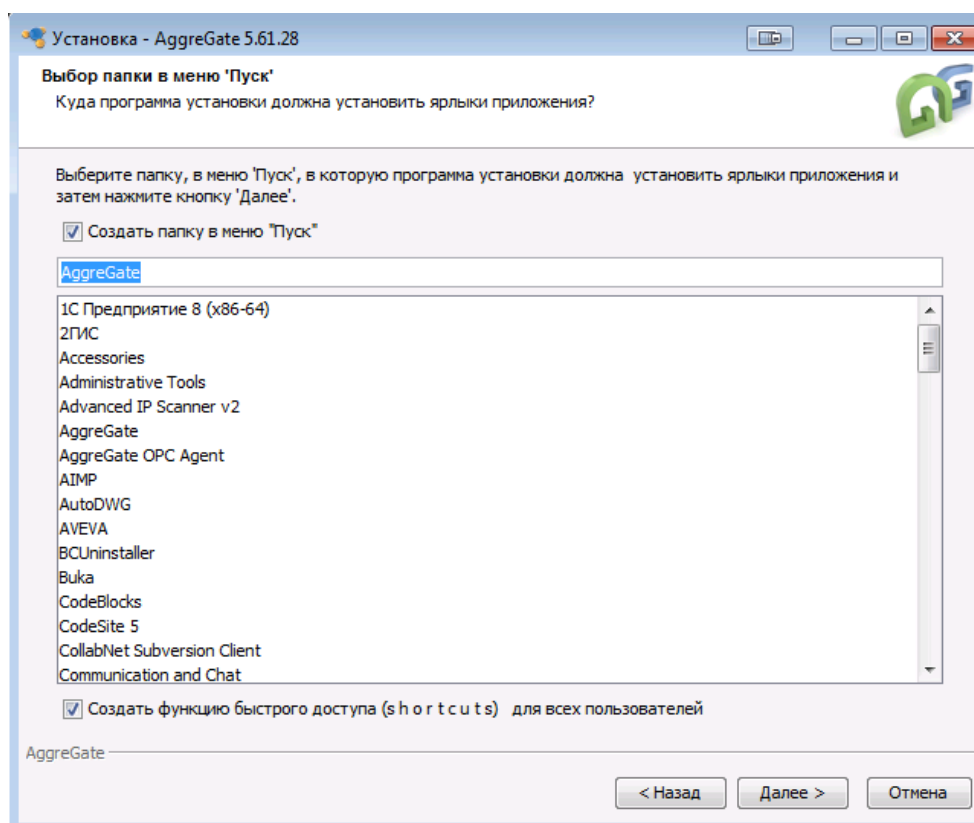 Установка - AggreGate 5.61.28
Выбор папки в меню 'Пуск'
Куда программа установки должна установить ярлыки приложения?
Выберите папку, в меню 'Пуск', в которую программа установки должна установить ярлыки приложения и
затем нажмите кнопку 'Далее'.
Создать папку в меню "Пуск"
AggreGate
1С Предприятие 8 (x86-64)
2ГИС
Accessories
Administrative Tools
Advanced IP Scanner v2
AggreGate
AggreGate OPC Agent
AIMP
AutoDWG
AVEVA
BCUninstaller
Buka
CodeBlocks
CodeSite 5
CollabNet Subversion Client
Communication and Chat
Создать функцию быстрого доступа (s h o r t c u t s) для всех пользователей
AggreGate
< Назад
Далее >
Отмена